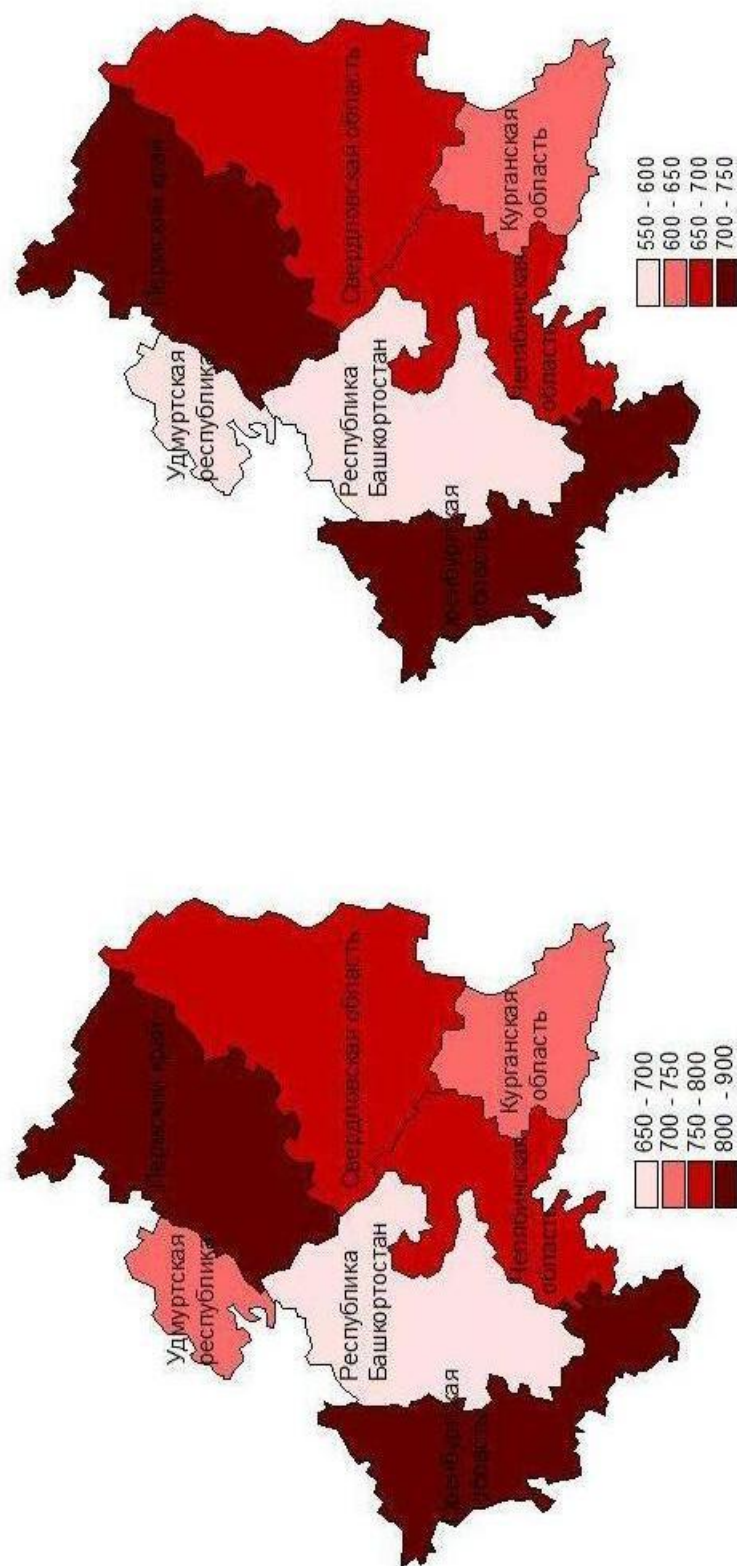 Удмуртская
республика
Пермский край
Республика
Башкортостан
Свердловская область
Оренбургская
область
Челябинская
область
Курганская
область
650 - 700
700 - 750
750 - 800
800 - 900
Удмуртская
республика
Пермский край
Республика
Башкортостан
Свердловская область
Оренбургская
область
Челябинская
область
Курганская
область
550 - 600
600 - 650
650 - 700
700 - 750